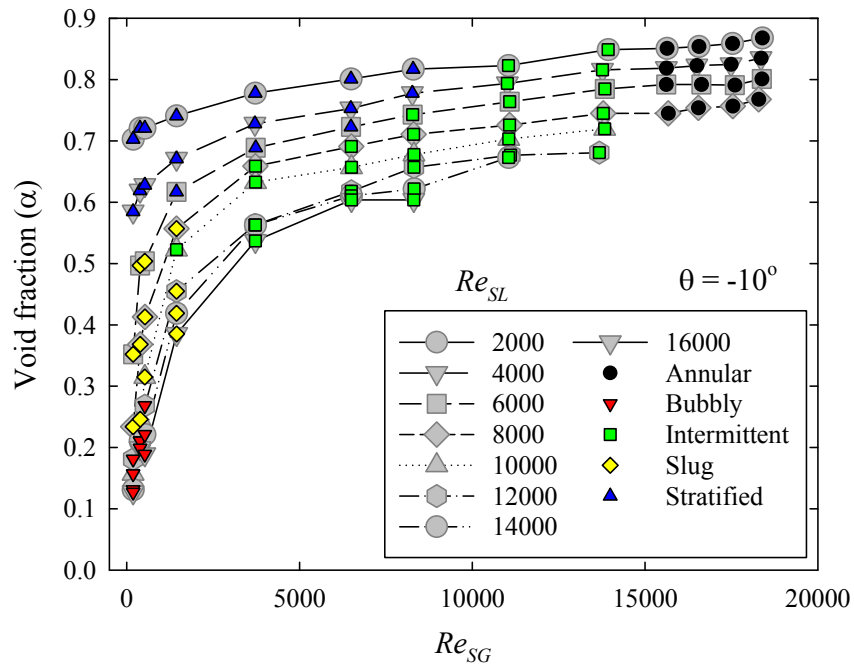 0.9
0.8
0.7
0.6
0.5
0.4
0.3
0.2
0.1
0.0
Void fraction (α)
Re_SL
θ = -10°
2000
4000
6000
8000
10000
12000
14000
16000
Annular
Bubbly
Intermittent
Slug
Stratified
0 5000 10000 15000 20000
Re_SG